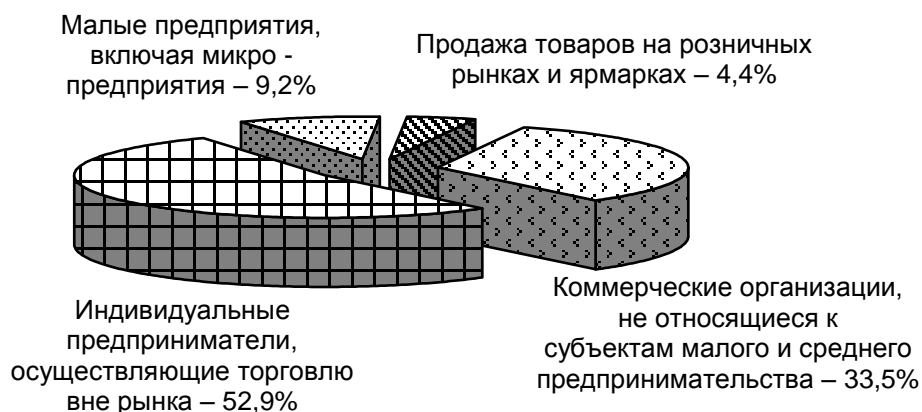 Малые предприятия,
включая микро -
предприятия – 9,2%
Продажа товаров на розничных
рынках и ярмарках – 4,4%
Индивидуальные
предприниматели,
осуществляющие торговлю
вне рынка – 52,9%
Коммерческие организации,
не относящиеся к
субъектам малого и среднего
предпринимательства – 33,5%